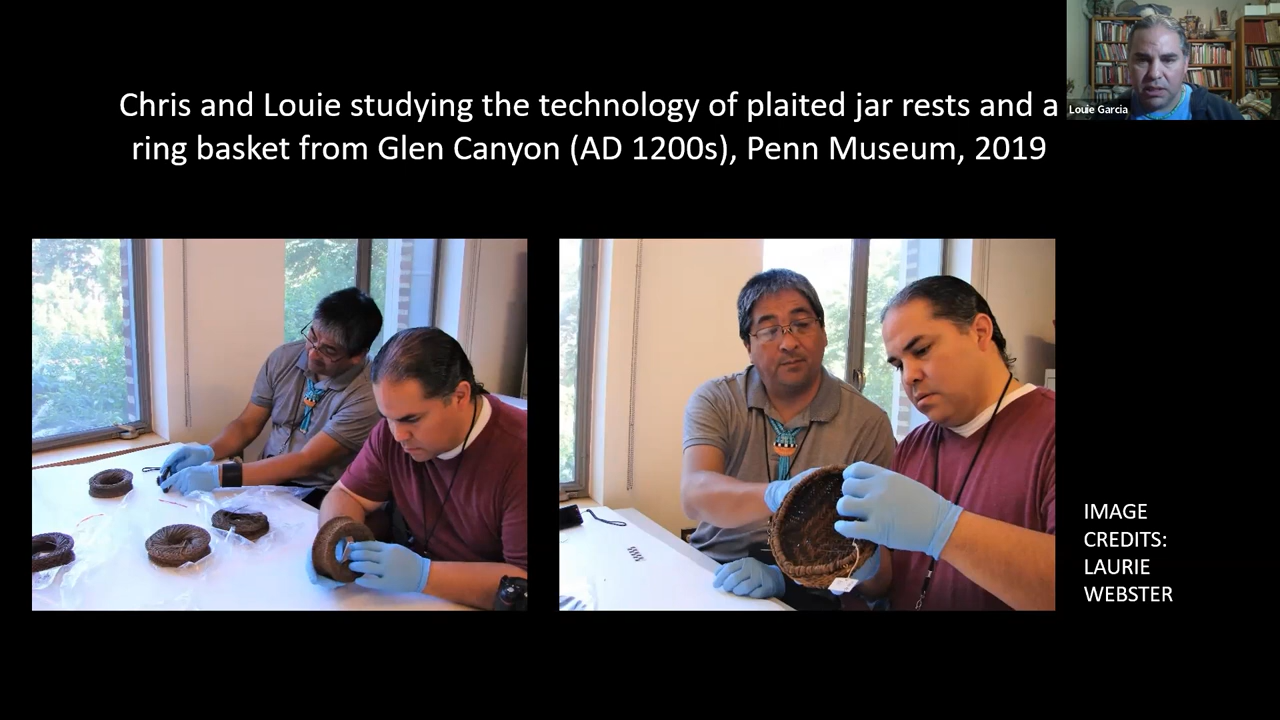 Chris and Louie studying the technology of plaited jar rests and a
ring basket from Glen Canyon (AD 1200s), Penn Museum, 2019
Louie Garcia
IMAGE
CREDITS:
LAURIE
WEBSTER